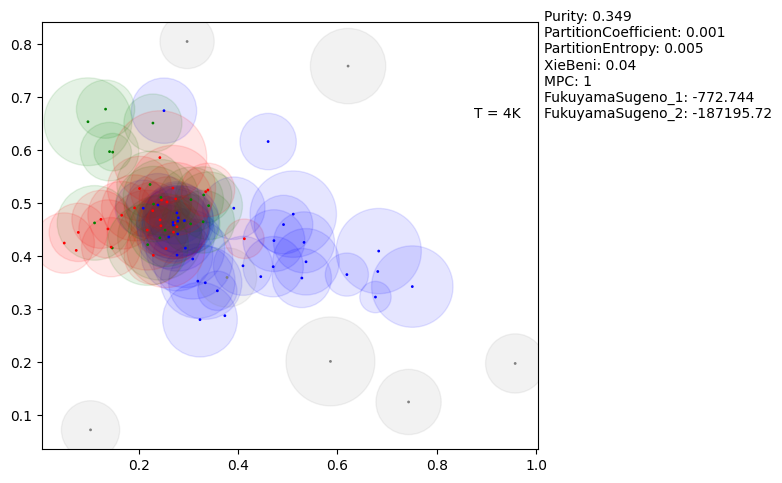 Purity: 0.349
PartitionCoefficient: 0.001
PartitionEntropy: 0.005
XieBeni: 0.04
MPC: 1
FukuyamaSugeno_1: -772.744
FukuyamaSugeno_2: -187195.72
T = 4K
0.8
0.7
0.6
0.5
0.4
0.3
0.2
0.1
0.2 0.4 0.6 0.8 1.0